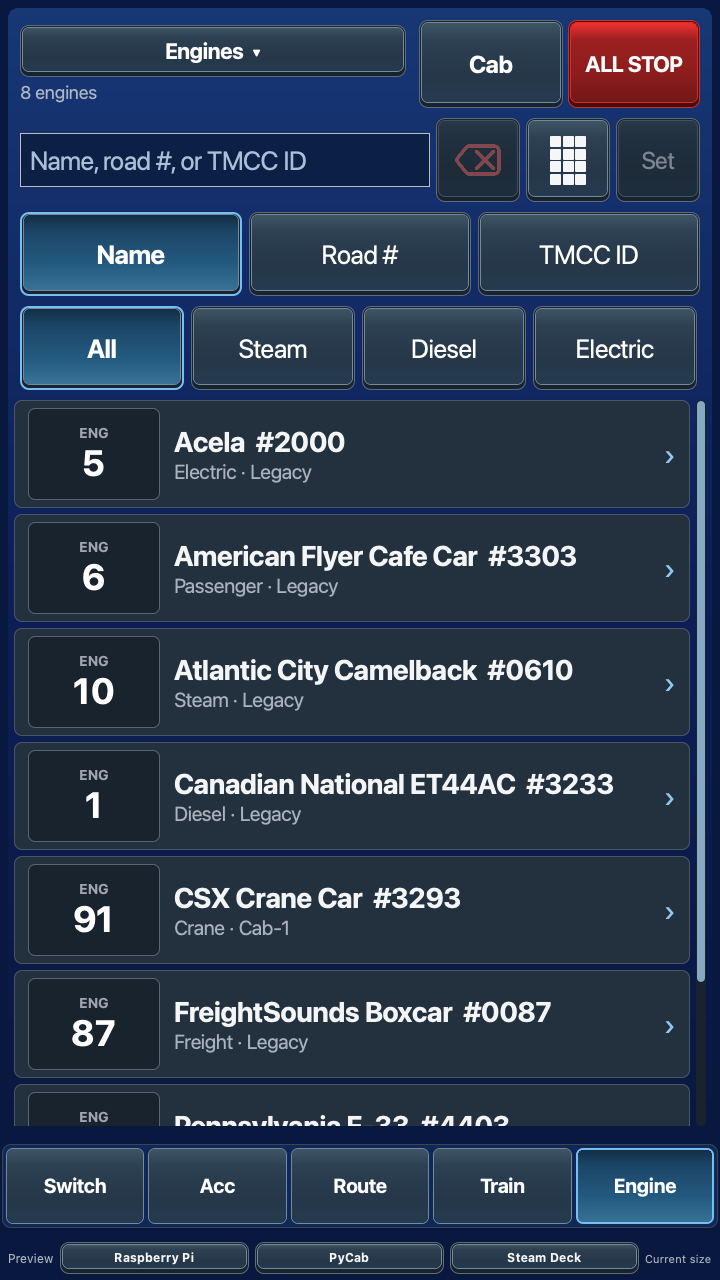 Engines ▾
8 engines
Cab
ALL STOP
Name, road #, or TMCC ID
Set
Name
Road #
TMCC ID
All
Steam
Diesel
Electric
ENG
5
Acela #2000
Electric · Legacy
›
ENG
6
American Flyer Cafe Car #3303
Passenger · Legacy
›
ENG
10
Atlantic City Camelback #0610
Steam · Legacy
›
ENG
1
Canadian National ET44AC #3233
Diesel · Legacy
›
ENG
91
CSX Crane Car #3293
Crane · Cab-1
›
ENG
87
FreightSounds Boxcar #0087
Freight · Legacy
›
ENG
Pennsylvania E-33 #4403
Switch
Acc
Route
Train
Engine
Preview
Raspberry Pi
PyCab
Steam Deck
Current size